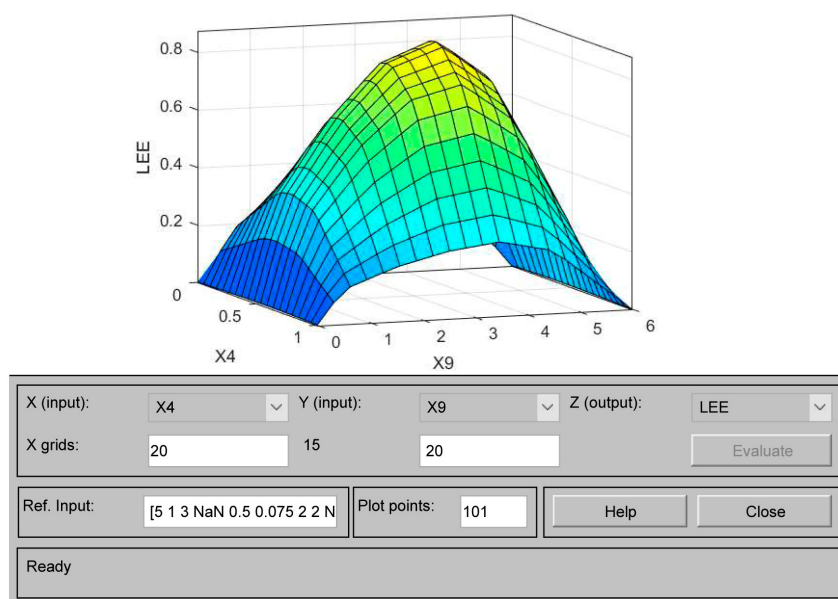 0.8
0.6
0.4
0.2
LEE
0
0.5
1
X4
0 1 2 3 4 5 6
X9
X (input): X4 Y (input): X9 Z (output): LEE
X grids: 20 15 20 Evaluate
Ref. Input: [5 1 3 NaN 0.5 0.075 2 2 N Plot points: 101 Help Close
Ready